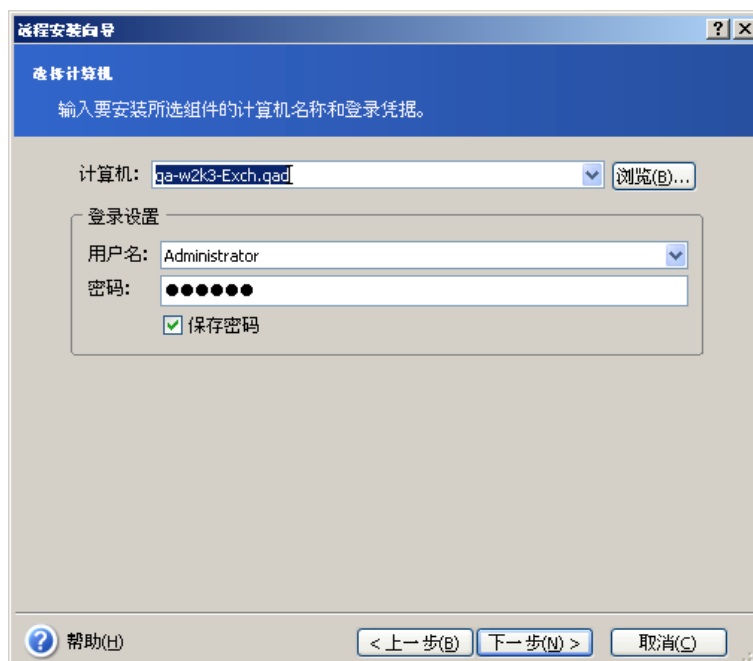 远程安装向导
选择计算机
输入要安装所选组件的计算机名称和登录凭据。
计算机: qa-w2k3-Exch.qad 浏览(B)...
登录设置
用户名: Administrator
密码: ●●●●●●
保存密码
帮助(H) < 上一步(B) 下一步(N) > 取消(C)